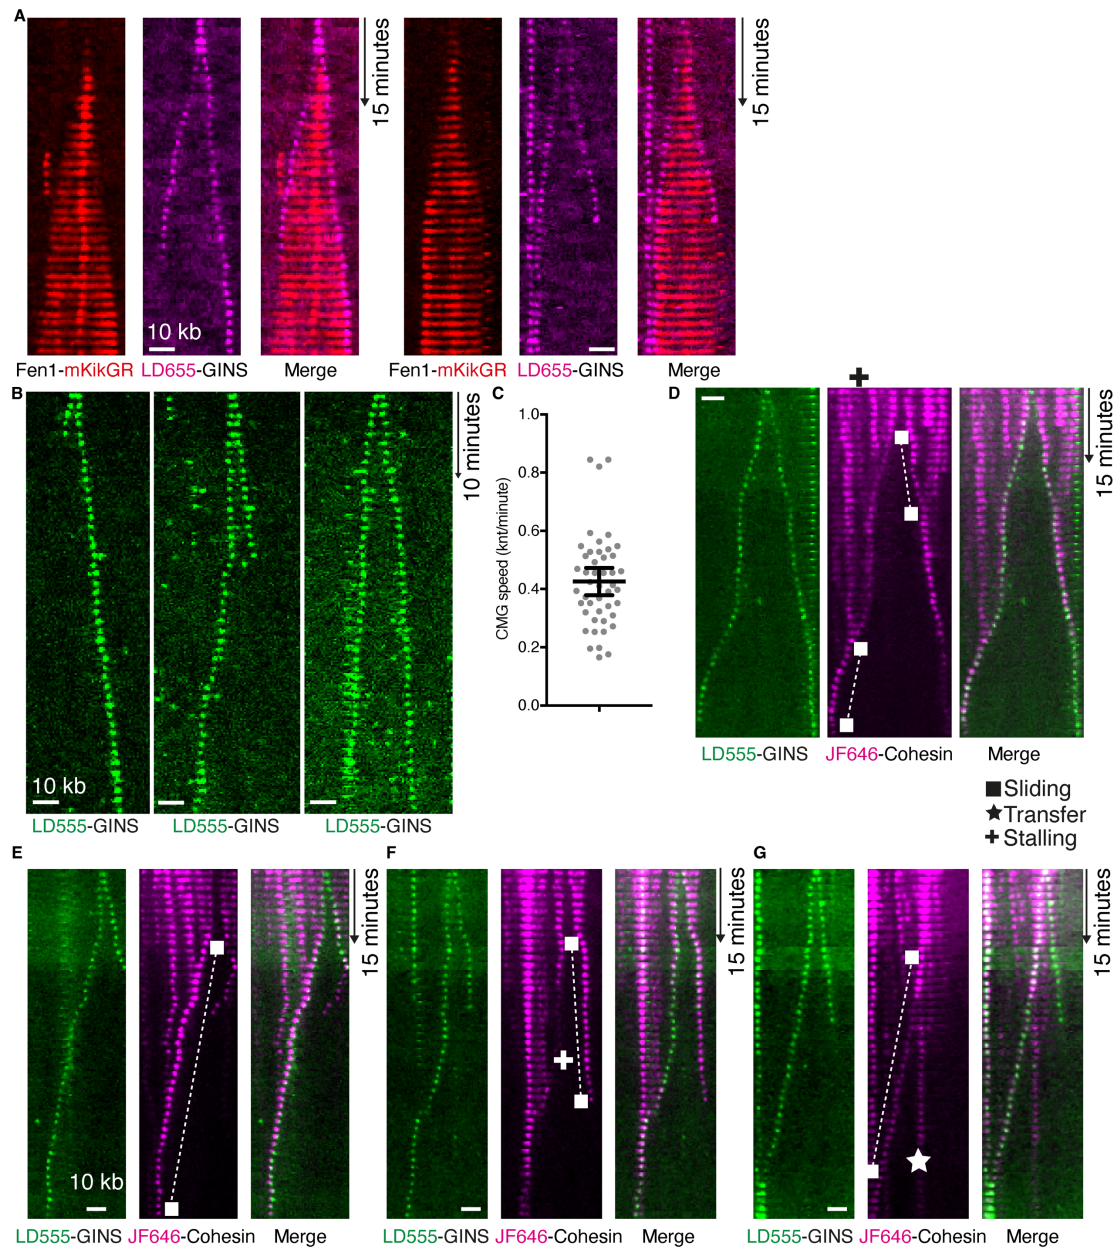 A
15 minutes
15 minutes
10 kb
Fen1-mKikGR LD655-GINS Merge Fen1-mKikGR LD655-GINS Merge
B
10 minutes
10 kb
LD555-GINS LD555-GINS LD555-GINS
C
CMG speed (knt/minute)
1.0
0.8
0.6
0.4
0.2
0.0
D
15 minutes
LD555-GINS JF646-Cohesin Merge
Sliding
Transfer
Stalling
E
15 minutes
10 kb
LD555-GINS JF646-Cohesin Merge
F
15 minutes
LD555-GINS JF646-Cohesin Merge
G
15 minutes
LD555-GINS JF646-Cohesin Merge